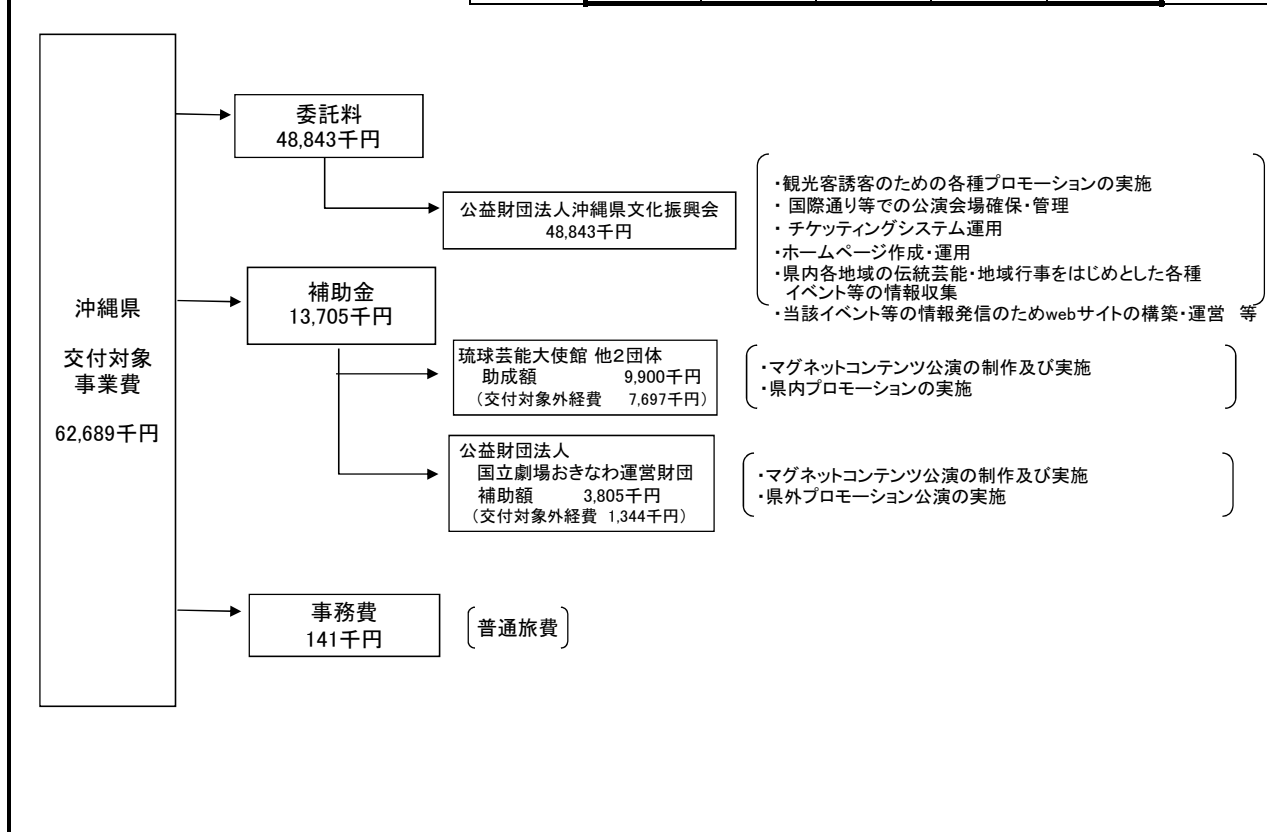 沖縄県
交付対象
事業費
62,689千円
委託料
48,843千円
公益財団法人沖縄県文化振興会
48,843千円
・観光客誘客のための各種プロモーションの実施
・ 国際通り等での公演会場確保・管理
・ チケッティングシステム運用
・ホームページ作成・運用
・県内各地域の伝統芸能・地域行事をはじめとした各種
イベント等の情報収集
・当該イベント等の情報発信のためwebサイトの構築・運営 等
補助金
13,705千円
琉球芸能大使館 他2団体
助成額 9,900千円
（交付対象外経費 7,697千円）
・マグネットコンテンツ公演の制作及び実施
・県内プロモーションの実施
公益財団法人
国立劇場おきなわ運営財団
補助額 3,805千円
（交付対象外経費 1,344千円）
・マグネットコンテンツ公演の制作及び実施
・県外プロモーション公演の実施
事務費
141千円
普通旅費